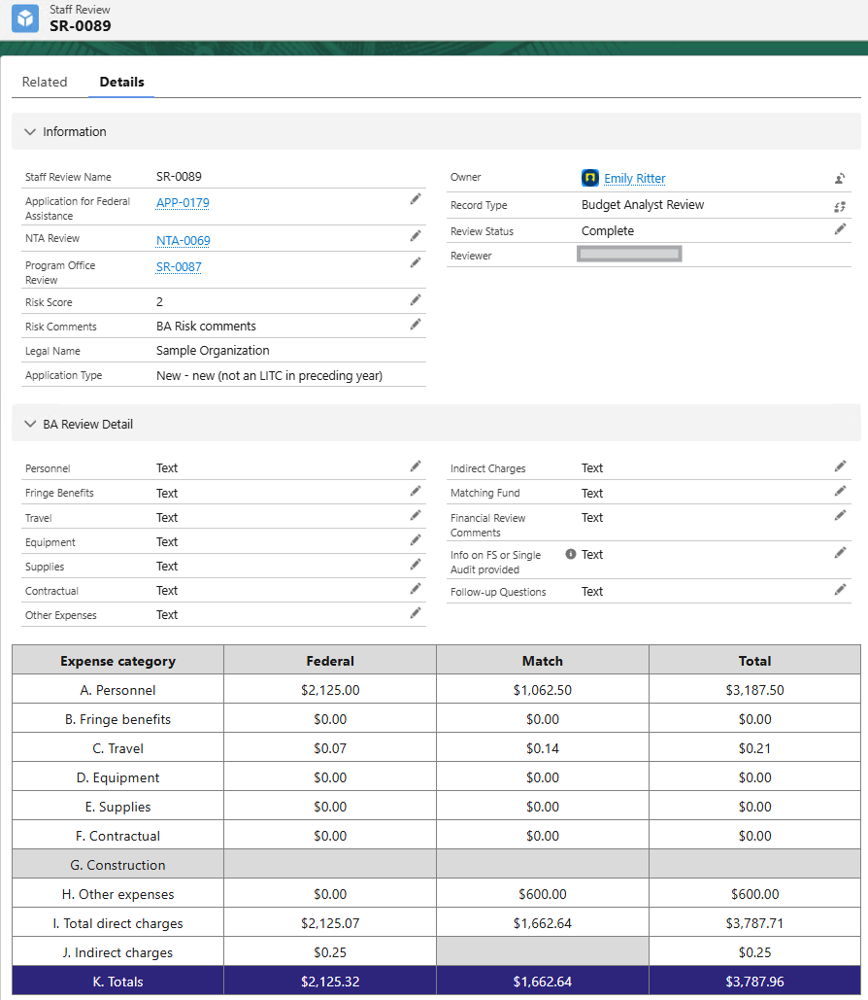 Staff Review
SR-0089
Related Details
Information
Staff Review Name SR-0089
Application for Federal Assistance APP-0179
NTA Review NTA-0069
Program Office Review SR-0087
Risk Score 2
Risk Comments BA Risk comments
Legal Name Sample Organization
Application Type New - new (not an LITC in preceding year)
Owner Emily Ritter
Record Type Budget Analyst Review
Review Status Complete
Reviewer
BA Review Detail
Personnel Text
Fringe Benefits Text
Travel Text
Equipment Text
Supplies Text
Contractual Text
Other Expenses Text
Indirect Charges Text
Matching Fund Text
Financial Review Comments Text
Info on FS or Single Audit provided Text
Follow-up Questions Text
Expense category Federal Match Total
A. Personnel $2,125.00 $1,062.50 $3,187.50
B. Fringe benefits $0.00 $0.00 $0.00
C. Travel $0.07 $0.14 $0.21
D. Equipment $0.00 $0.00 $0.00
E. Supplies $0.00 $0.00 $0.00
F. Contractual $0.00 $0.00 $0.00
G. Construction
H. Other expenses $0.00 $600.00 $600.00
I. Total direct charges $2,125.07 $1,662.64 $3,787.71
J. Indirect charges $0.25 $0.25
K. Totals $2,125.32 $1,662.64 $3,787.96